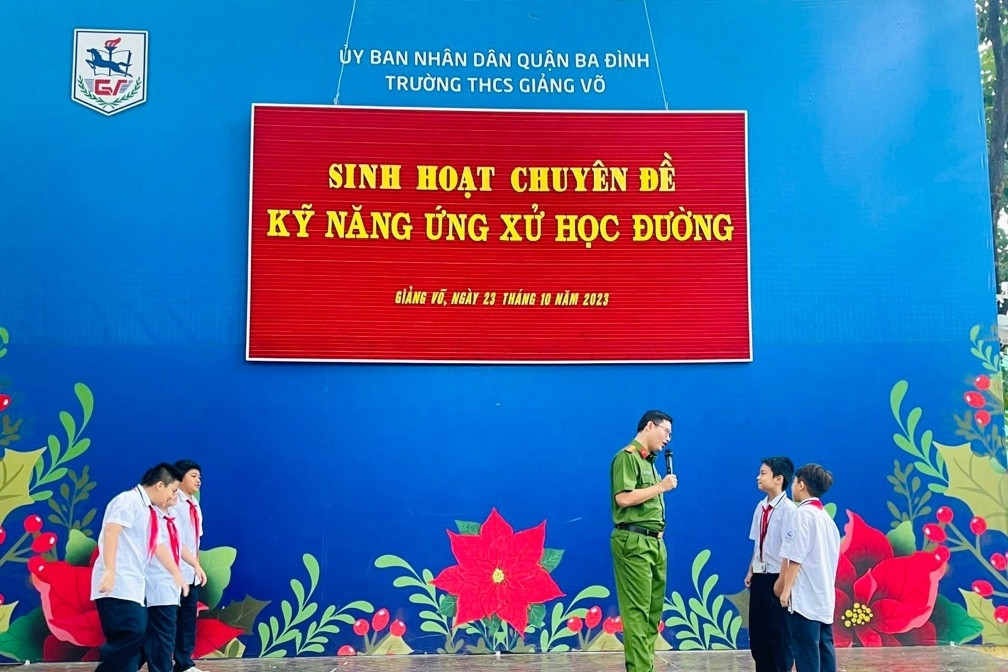 ỦY BAN NHÂN DÂN QUẬN BA ĐÌNH
TRƯỜNG THCS GIẢNG VÕ
GV
SINH HOẠT CHUYÊN ĐỀ
KỸ NĂNG ỨNG XỬ HỌC ĐƯỜNG
GIẢNG VÕ, NGÀY 23 THÁNG 10 NĂM 2023